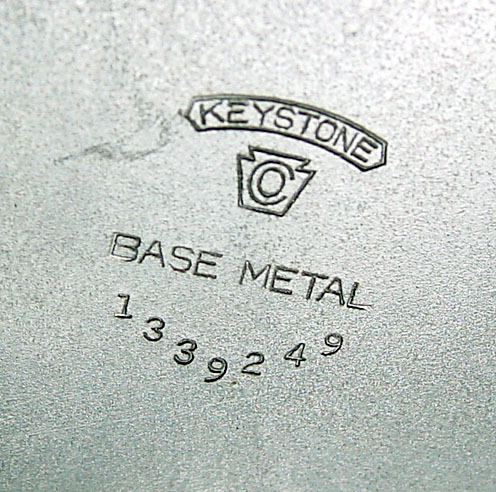 KEYSTONE
C
BASE METAL
1339249